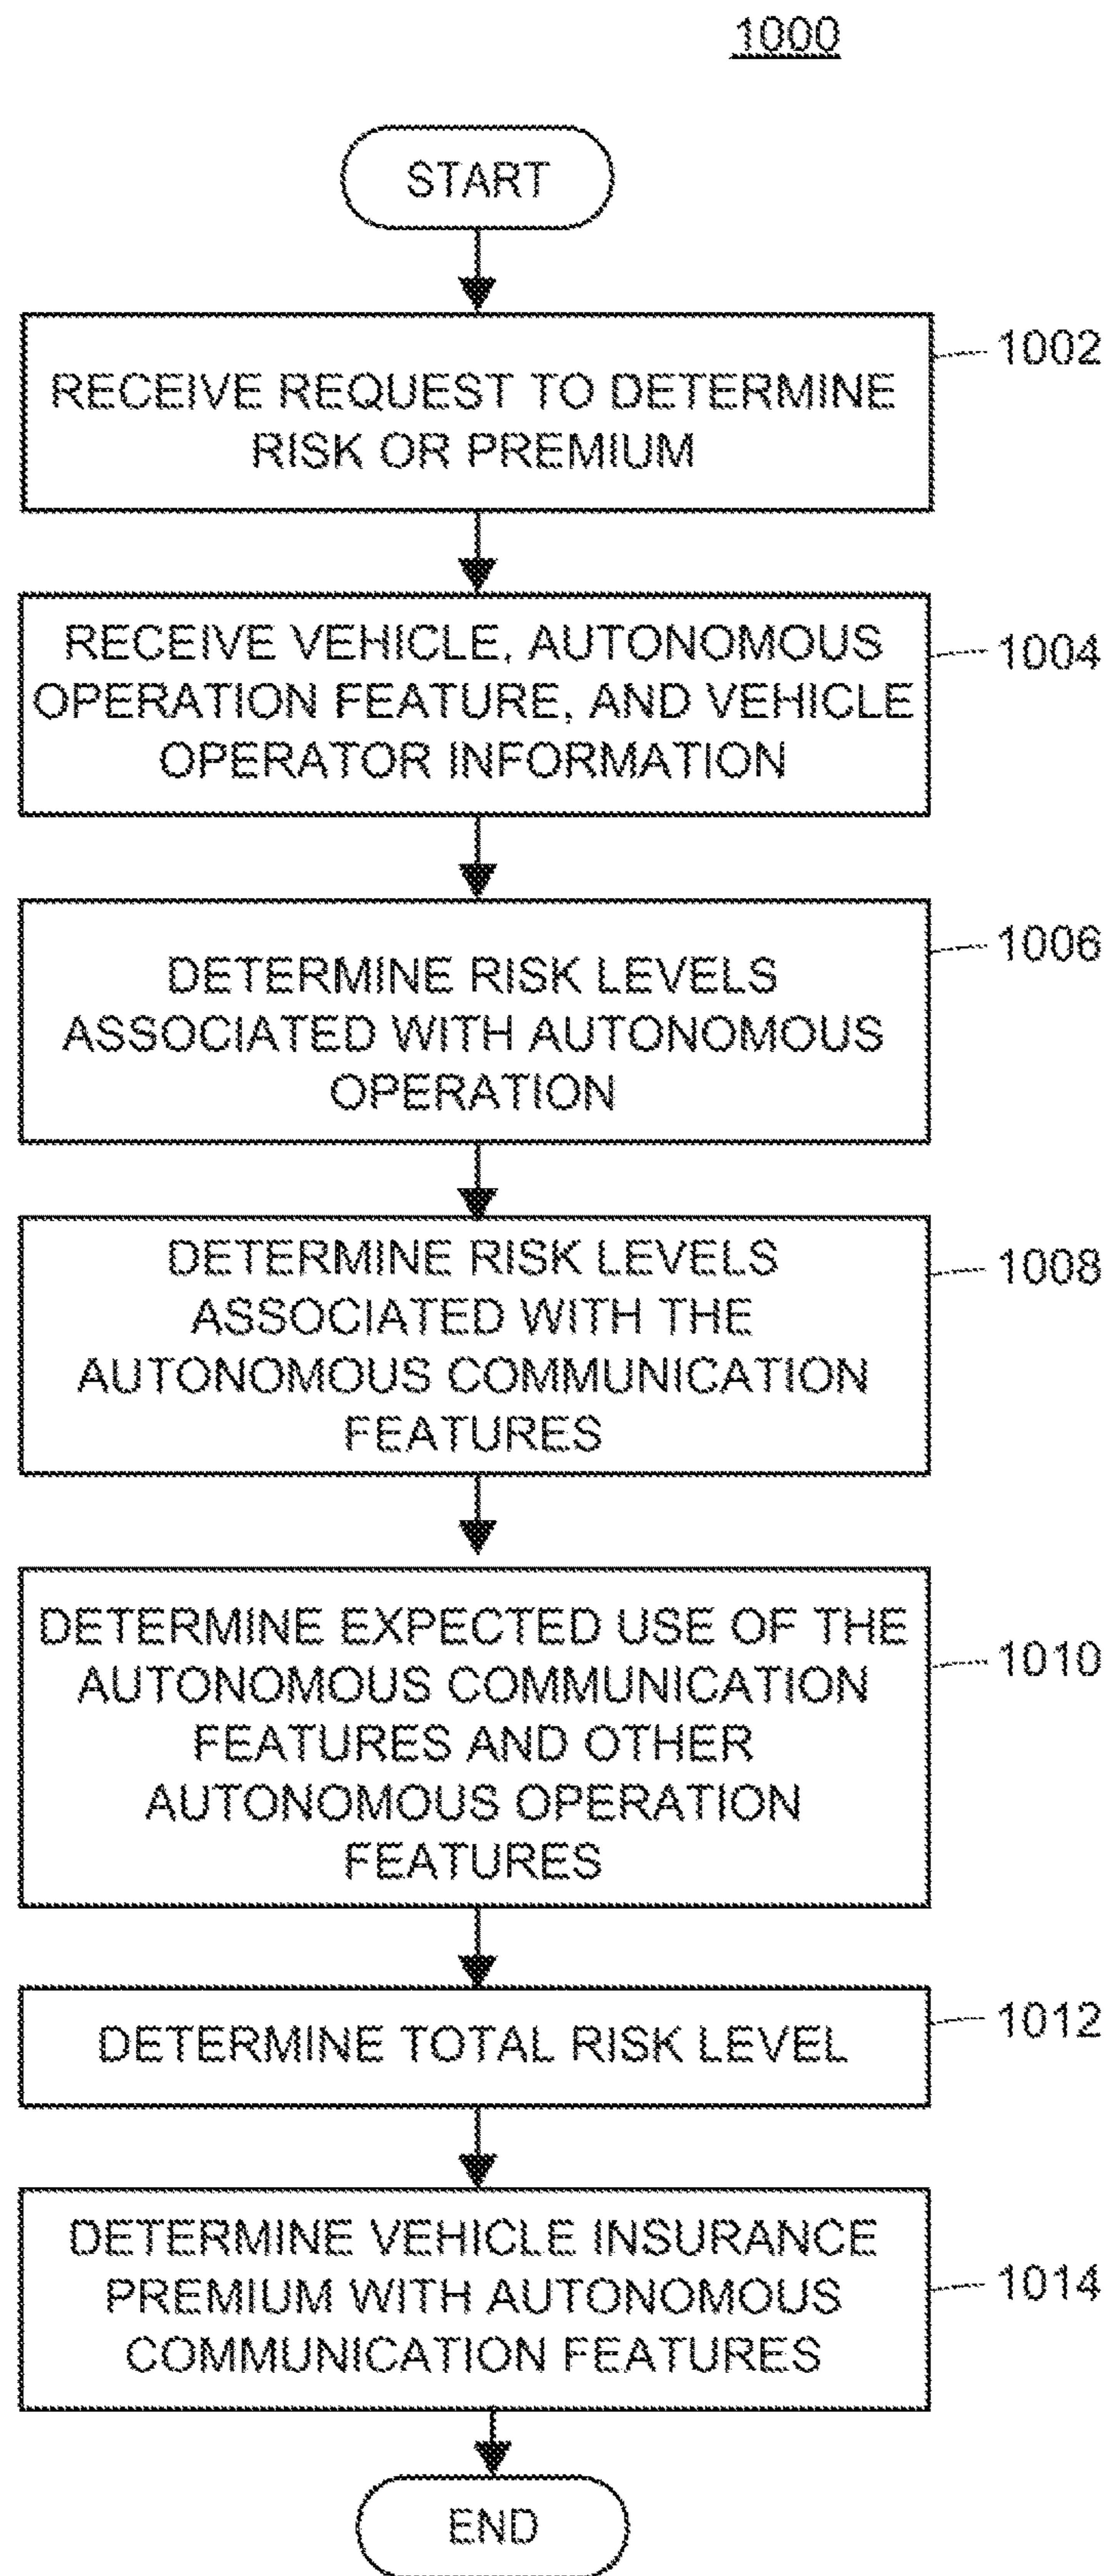 1000
START
RECEIVE REQUEST TO DETERMINE
RISK OR PREMIUM
1002
RECEIVE VEHICLE, AUTONOMOUS
OPERATION FEATURE, AND VEHICLE
OPERATOR INFORMATION
1004
DETERMINE RISK LEVELS
ASSOCIATED WITH AUTONOMOUS
OPERATION
1006
DETERMINE RISK LEVELS
ASSOCIATED WITH THE
AUTONOMOUS COMMUNICATION
FEATURES
1008
DETERMINE EXPECTED USE OF THE
AUTONOMOUS COMMUNICATION
FEATURES AND OTHER
AUTONOMOUS OPERATION
FEATURES
1010
DETERMINE TOTAL RISK LEVEL
1012
DETERMINE VEHICLE INSURANCE
PREMIUM WITH AUTONOMOUS
COMMUNICATION FEATURES
1014
END